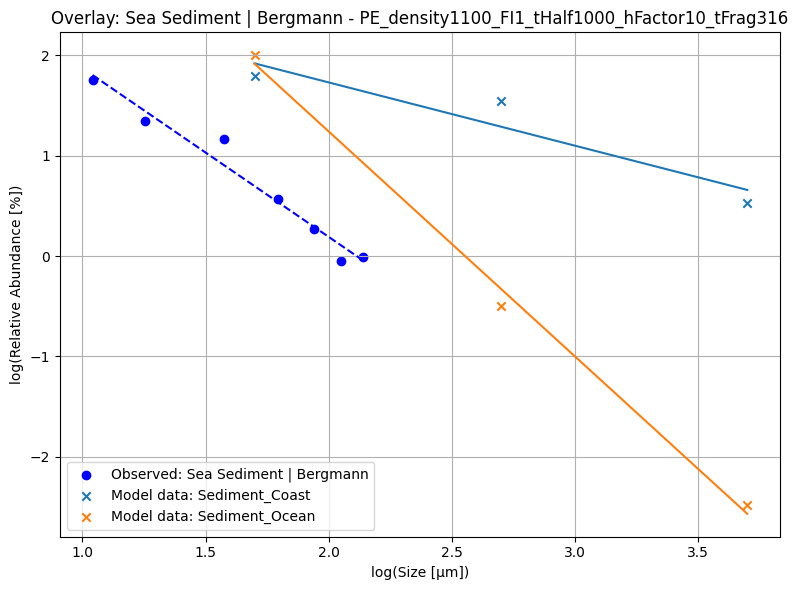 Overlay: Sea Sediment | Bergmann - PE_density1100_FI1_tHalf1000_hFactor10_tFrag316
log(Relative Abundance [%])
2
1
0
−1
−2
Observed: Sea Sediment | Bergmann
Model data: Sediment_Coast
Model data: Sediment_Ocean
1.0 1.5 2.0 2.5 3.0 3.5
log(Size [μm])